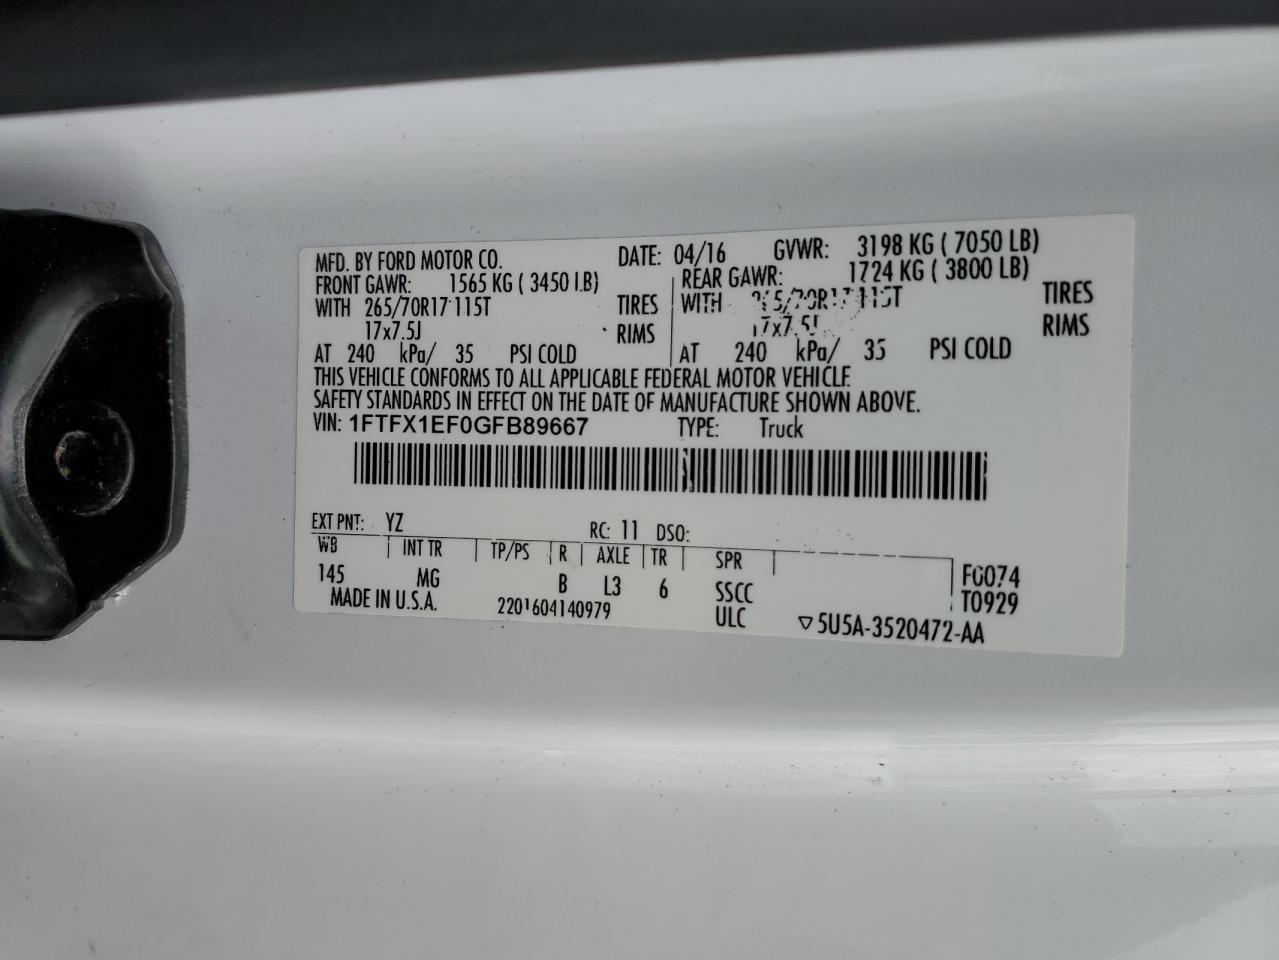 MFD. BY FORD MOTOR CO. DATE: 04/16 GVWR: 3198 KG ( 7050 LB)
FRONT GAWR: 1565 KG ( 3450 LB) REAR GAWR: 1724 KG ( 3800 LB)
WITH 265/70R17 115T TIRES WITH 265/70R17 115T TIRES
17x7.5J RIMS 17x7.5J RIMS
AT 240 kPa/ 35 PSI COLD AT 240 kPa/ 35 PSI COLD
THIS VEHICLE CONFORMS TO ALL APPLICABLE FEDERAL MOTOR VEHICLE
SAFETY STANDARDS IN EFFECT ON THE DATE OF MANUFACTURE SHOWN ABOVE.
VIN: 1FTFX1EF0GFB89667 TYPE: Truck
EXT PNT: YZ RC: 11 DSO:
WB INT TR TP/PS R AXLE TR SPR
145 MG B L3 6 SSCC F0074
MADE IN U.S.A. 2201604140979 ULC T0929
▽5U5A-3520472-AA